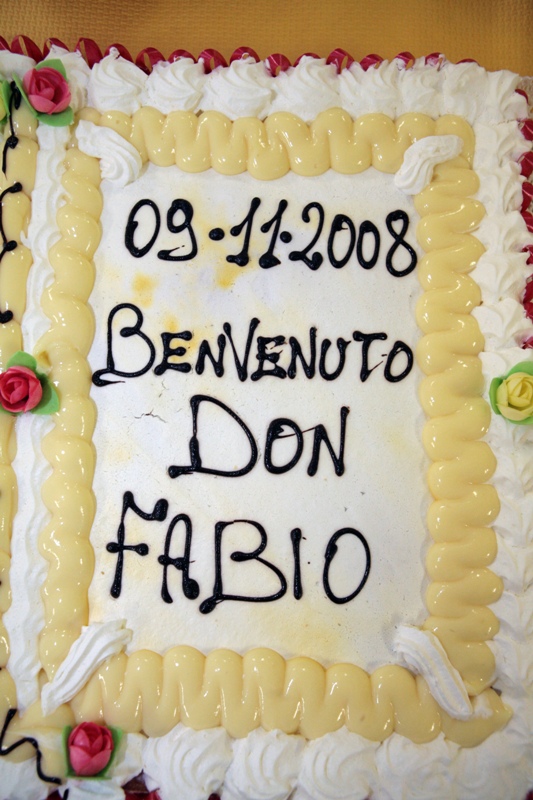 09·11·2008
BENVENUTO
DON
FABIO